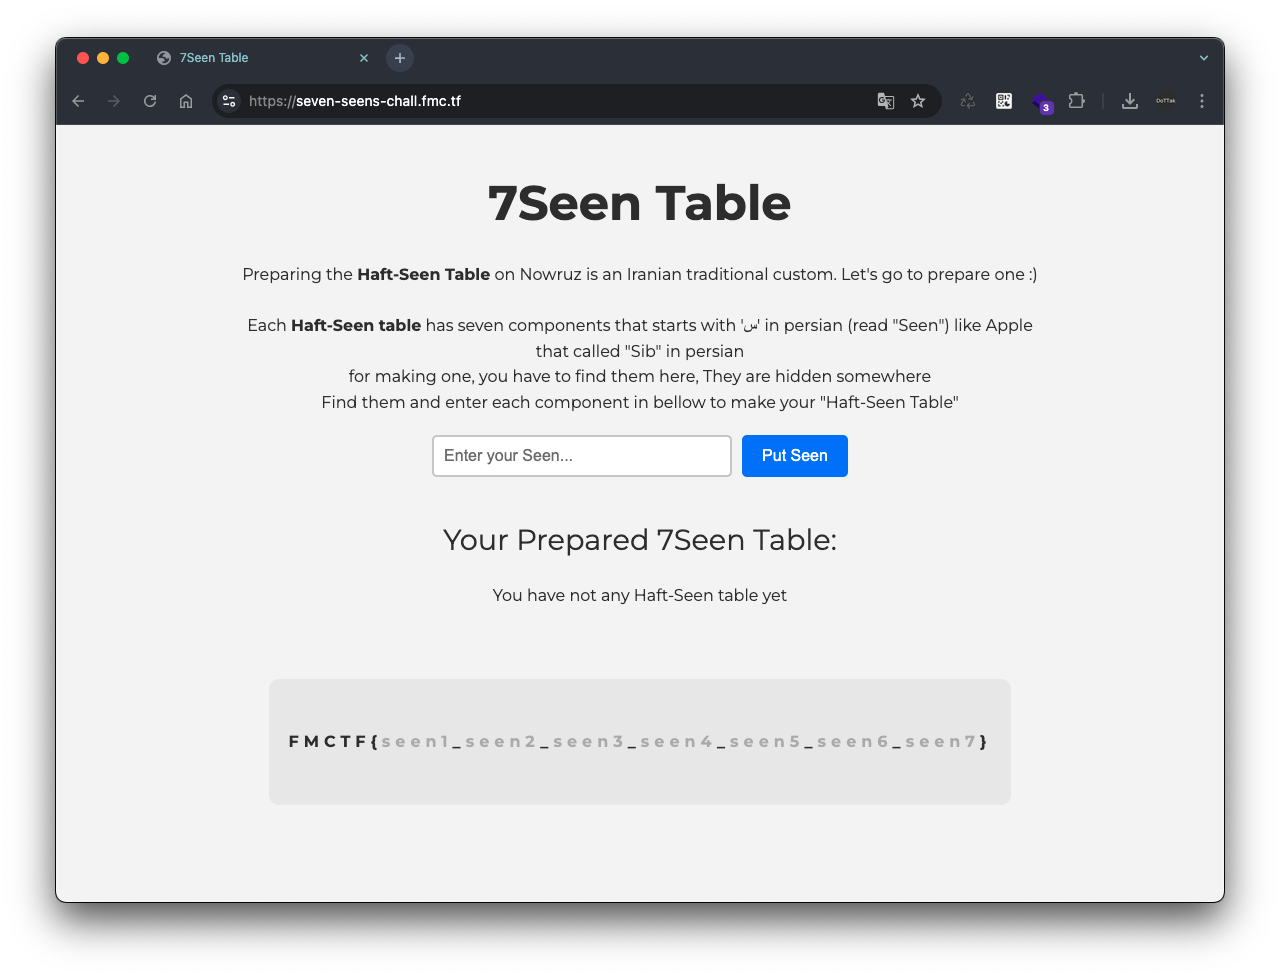 7Seen Table
https://seven-seens-chall.fmc.tf
3
DoTTak
7Seen Table
Preparing the Haft-Seen Table on Nowruz is an Iranian traditional custom. Let's go to prepare one :)
Each Haft-Seen table has seven components that starts with 'س' in persian (read "Seen") like Apple
that called "Sib" in persian
for making one, you have to find them here, They are hidden somewhere
Find them and enter each component in bellow to make your "Haft-Seen Table"
Enter your Seen...
Put Seen
Your Prepared 7Seen Table:
You have not any Haft-Seen table yet
FMCTF{seen1_seen2_seen3_seen4_seen5_seen6_seen7}